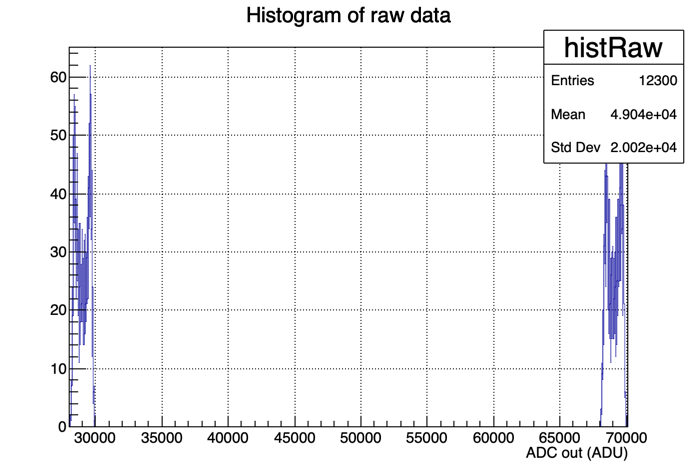 Histogram of raw data
histRaw
Entries 12300
Mean 4.904e+04
Std Dev 2.002e+04
60
50
40
30
20
10
0
30000 35000 40000 45000 50000 55000 60000 65000 70000
ADC out (ADU)